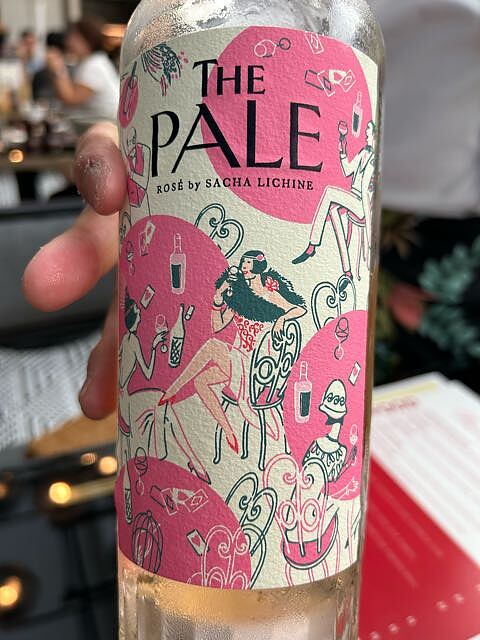 THE
PALE
ROSÉ by SACHA LICHINE